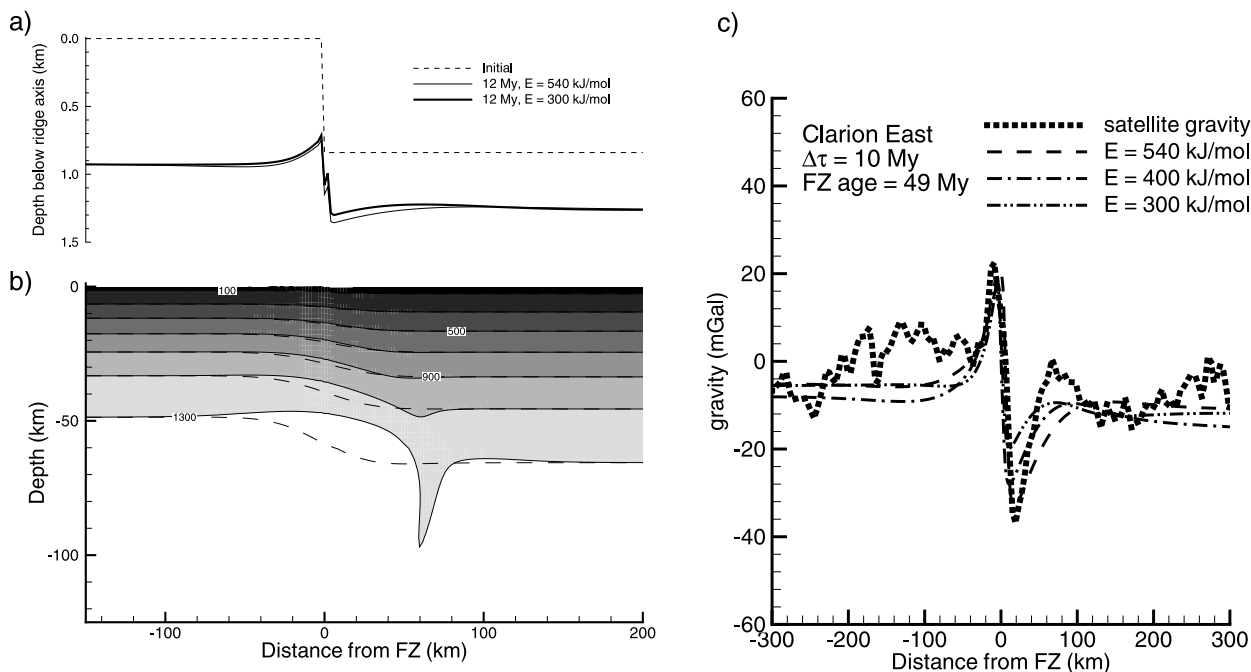 a)
0.0
0.5
1.0
1.5
Depth below ridge axis (km)
Initial
12 My, E = 540 kJ/mol
12 My, E = 300 kJ/mol
b)
0
-50
-100
Depth (km)
100
500
900
1300
-100
0
100
200
Distance from FZ (km)
c)
60
40
20
0
-20
-40
-60
gravity (mGal)
Clarion East
Δτ = 10 My
FZ age = 49 My
satellite gravity
E = 540 kJ/mol
E = 400 kJ/mol
E = 300 kJ/mol
-300 -200 -100 0 100 200 300
Distance from FZ (km)